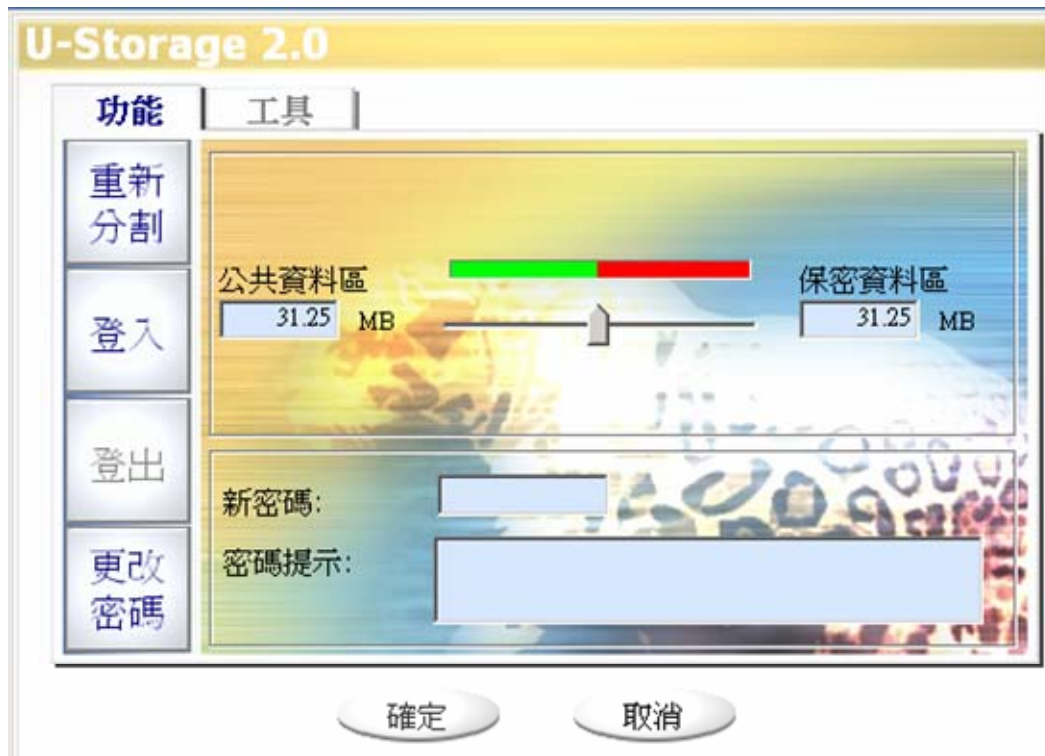 U-Storage 2.0
功能
工具
重新
分割
登入
登出
更改
密碼
公共資料區
31.25 MB
保密資料區
31.25 MB
新密碼:
密碼提示:
確定
取消